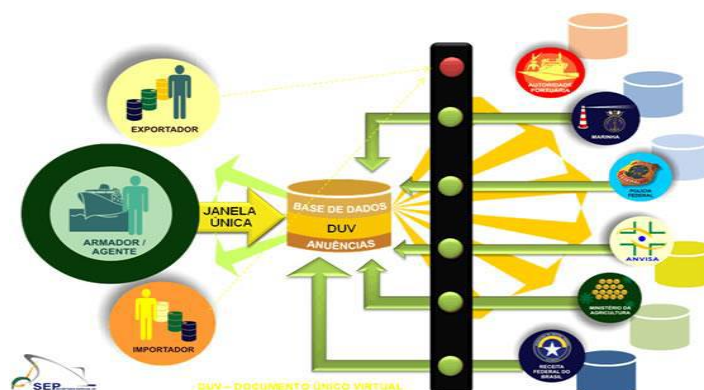 EXPORTADOR
ARMADOR /
AGENTE
IMPORTADOR
JANELA
ÚNICA
BASE DE DADOS
DUV
ANUÊNCIAS
AUTORIDADE
PORTUÁRIA
MARINHA
POLÍCIA
FEDERAL
ANVISA
MINISTÉRIO DA
AGRICULTURA
RECEITA
FEDERAL DO
BRASIL
SEP
DUV – DOCUMENTO ÚNICO VIRTUAL